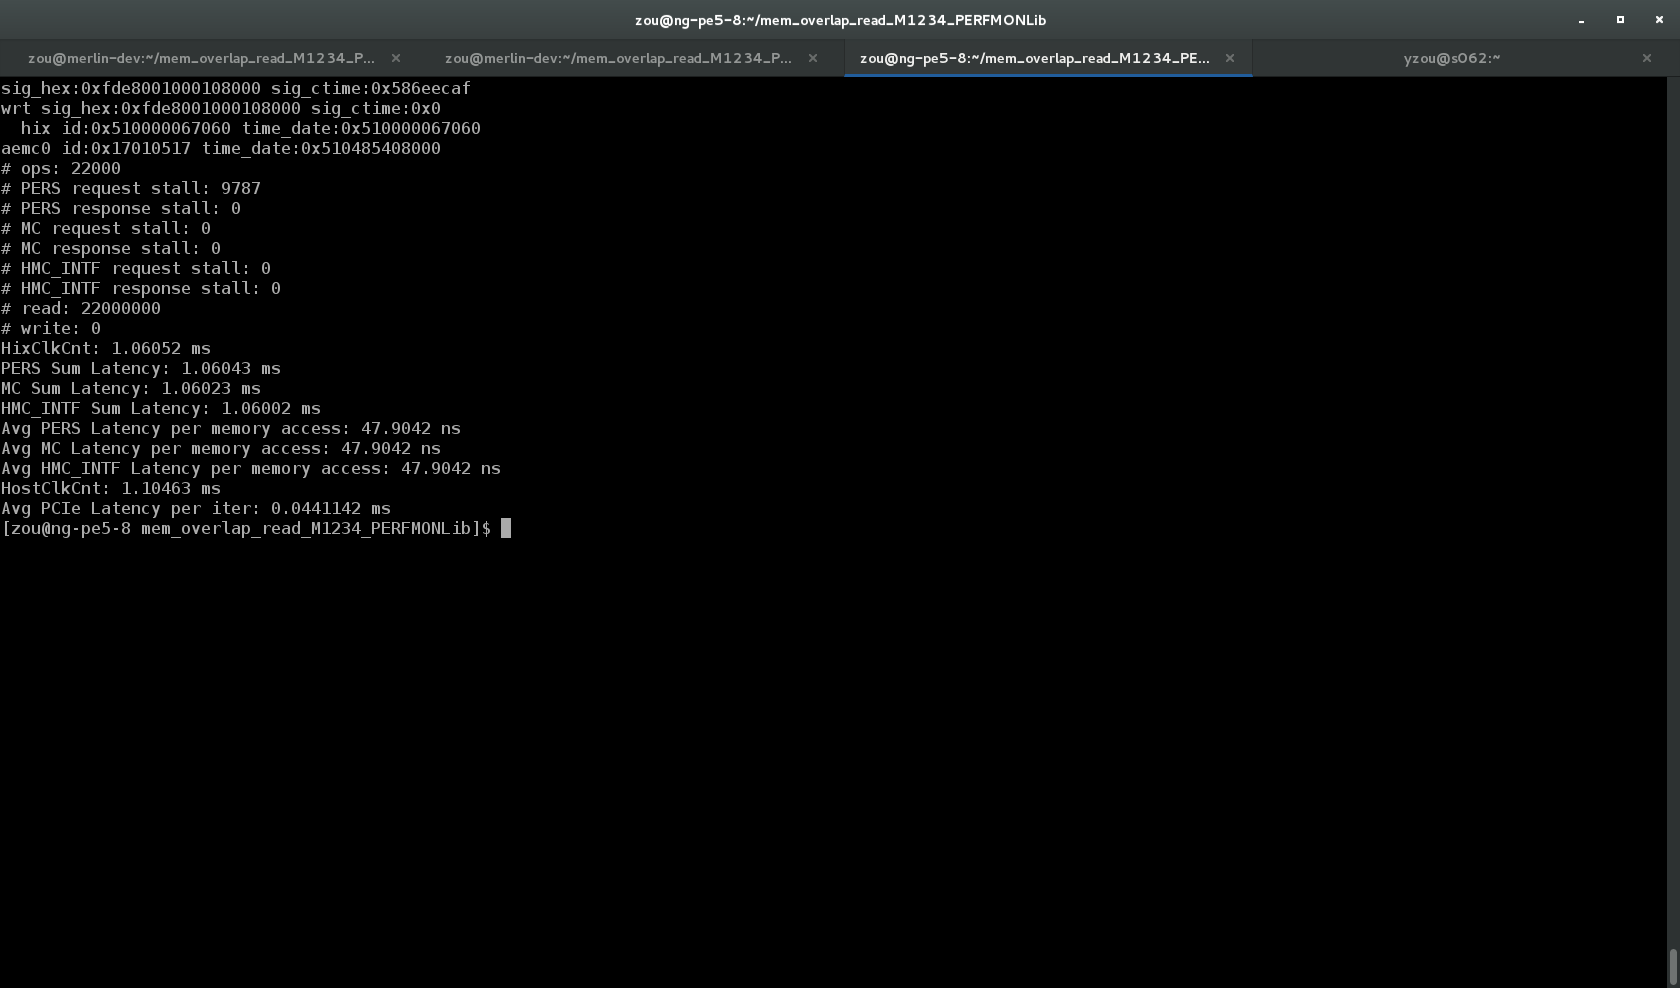 zou@ng-pe5-8:~/mem_overlap_read_M1234_PERFMONLib
zou@merlin-dev:~/mem_overlap_read_M1234_P...
zou@merlin-dev:~/mem_overlap_read_M1234_P...
zou@ng-pe5-8:~/mem_overlap_read_M1234_PE...
yzou@s062:~
sig_hex:0xfde8001000108000 sig_ctime:0x586eecaf
wrt sig_hex:0xfde8001000108000 sig_ctime:0x0
  hix id:0x510000067060 time_date:0x510000067060
aemc0 id:0x17010517 time_date:0x510485408000
# ops: 22000
# PERS request stall: 9787
# PERS response stall: 0
# MC request stall: 0
# MC response stall: 0
# HMC_INTF request stall: 0
# HMC_INTF response stall: 0
# read: 22000000
# write: 0
HixClkCnt: 1.06052 ms
PERS Sum Latency: 1.06043 ms
MC Sum Latency: 1.06023 ms
HMC_INTF Sum Latency: 1.06002 ms
Avg PERS Latency per memory access: 47.9042 ns
Avg MC Latency per memory access: 47.9042 ns
Avg HMC_INTF Latency per memory access: 47.9042 ns
HostClkCnt: 1.10463 ms
Avg PCIe Latency per iter: 0.0441142 ms
[zou@ng-pe5-8 mem_overlap_read_M1234_PERFMONLib]$